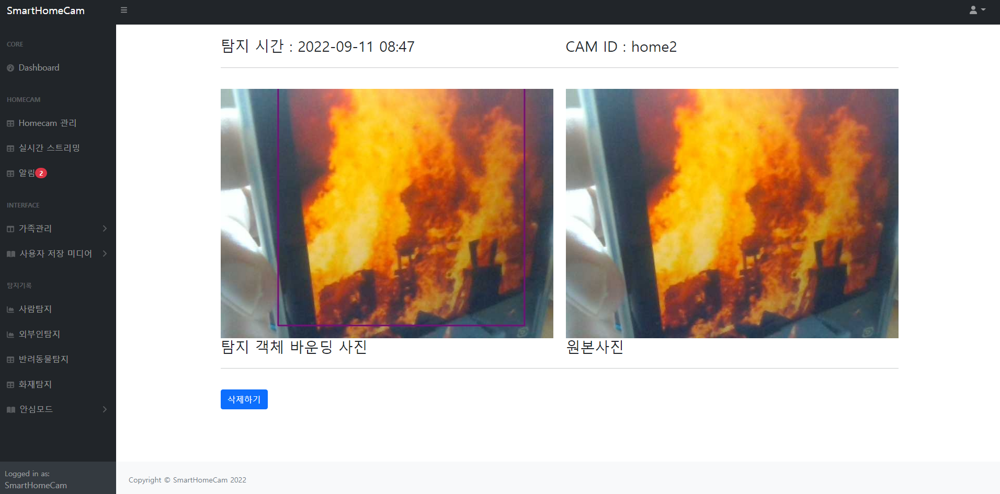 SmartHomeCam
CORE
Dashboard
HOMECAM
Homecam 관리
실시간 스트리밍
알림 2
INTERFACE
가족관리
사용자 저장 미디어
탐지기록
사람탐지
외부인탐지
반려동물탐지
화재탐지
안심모드
Logged in as:
SmartHomeCam
탐지 시간 : 2022-09-11 08:47
CAM ID : home2
탐지 객체 바운딩 사진
원본사진
삭제하기
Copyright © SmartHomeCam 2022